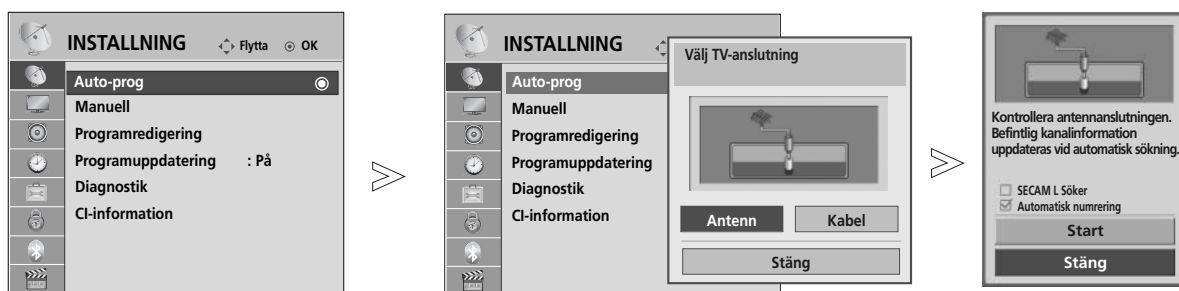 INSTALLNING Flytta OK
Auto-prog
Manuell
Programredigering
Programuppdatering : På
Diagnostik
CI-information
INSTALLNING
Auto-prog
Manuell
Programredigering
Programuppdatering
Diagnostik
CI-information
Välj TV-anslutning
Antenn Kabel
Stäng
Kontrollera antennanslutningen.
Befintlig kanalinformation
uppdateras vid automatisk sökning.
SECAM L Söker
Automatisk numrering
Start
Stäng